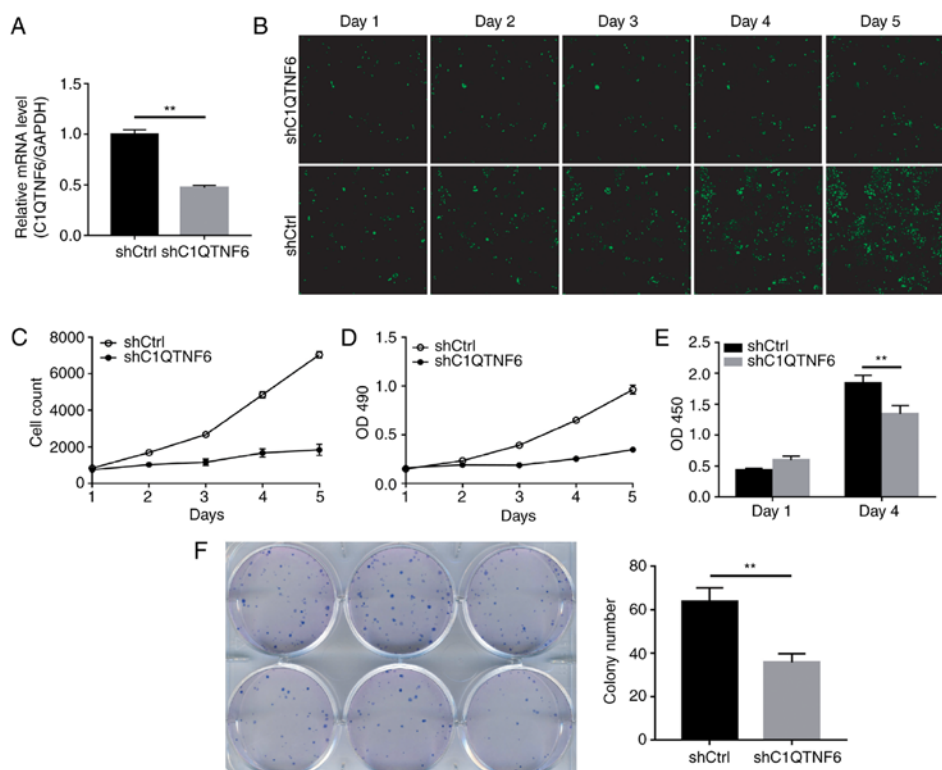 A
Relative mRNA level
(C1QTNF6/GAPDH)
1.5
1.0
0.5
0.0
**
shCtrl shC1QTNF6
B
Day 1 Day 2 Day 3 Day 4 Day 5
shC1QTNF6
shCtrl
C
Cell count
8000
6000
4000
2000
0
shCtrl
shC1QTNF6
1 2 3 4 5
Days
D
OD 490
1.5
1.0
0.5
0.0
shCtrl
shC1QTNF6
1 2 3 4 5
Days
E
OD 450
2.5
2.0
1.5
1.0
0.5
0.0
shCtrl
shC1QTNF6
**
Day 1 Day 4
F
Colony number
80
60
40
20
0
**
shCtrl shC1QTNF6